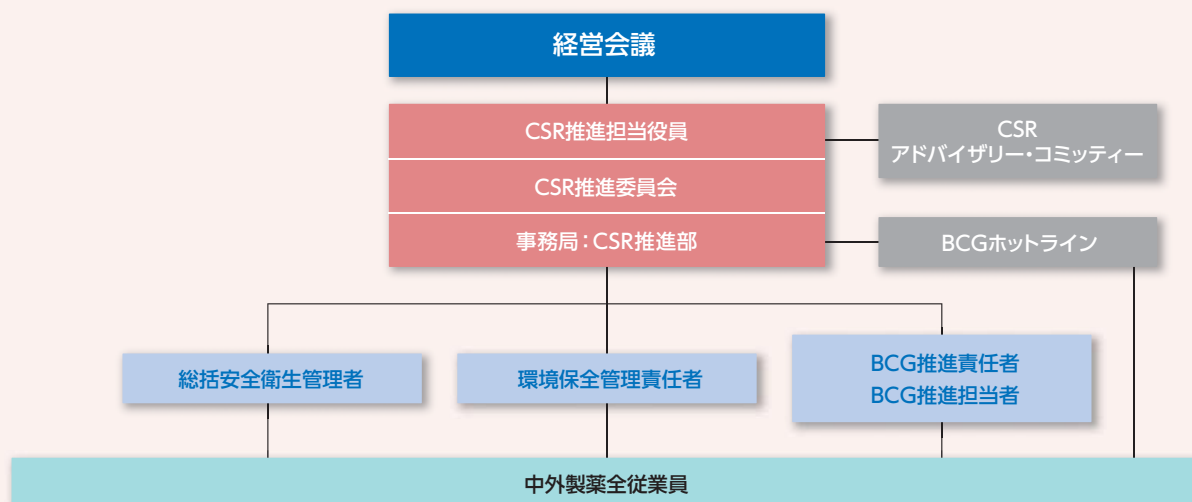 経営会議
CSR推進担当役員
CSR
アドバイザリー・コミッティー
CSR推進委員会
事務局：CSR推進部
BCGホットライン
総括安全衛生管理者
環境保全管理責任者
BCG推進責任者
BCG推進担当者
中外製薬全従業員